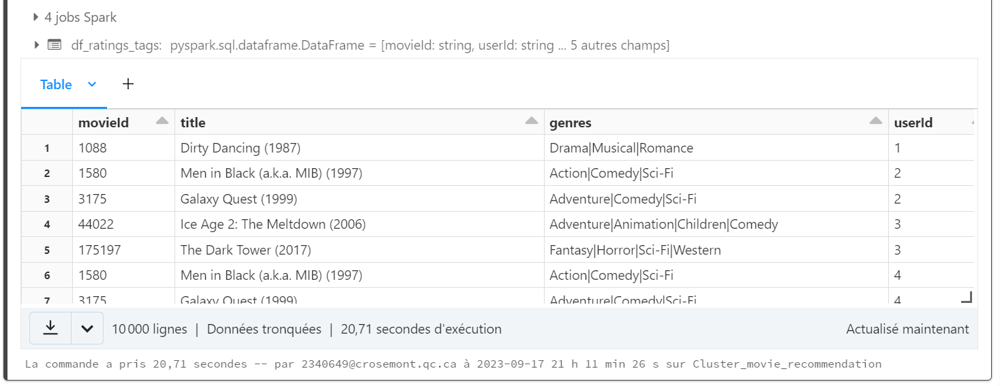 4 jobs Spark
df_ratings_tags: pyspark.sql.dataframe.DataFrame = [movieId: string, userId: string ... 5 autres champs]
Table +
movieId title genres userId
1 1088 Dirty Dancing (1987) Drama|Musical|Romance 1
2 1580 Men in Black (a.k.a. MIB) (1997) Action|Comedy|Sci-Fi 2
3 3175 Galaxy Quest (1999) Adventure|Comedy|Sci-Fi 2
4 44022 Ice Age 2: The Meltdown (2006) Adventure|Animation|Children|Comedy 3
5 175197 The Dark Tower (2017) Fantasy|Horror|Sci-Fi|Western 3
6 1580 Men in Black (a.k.a. MIB) (1997) Action|Comedy|Sci-Fi 4
7 3175 Galaxy Quest (1999) Adventure|Comedy|Sci-Fi 4
10 000 lignes | Données tronquées | 20,71 secondes d'exécution Actualisé maintenant
La commande a pris 20,71 secondes -- par 2340649@crosemont.qc.ca à 2023-09-17 21 h 11 min 26 s sur Cluster_movie_recommendation